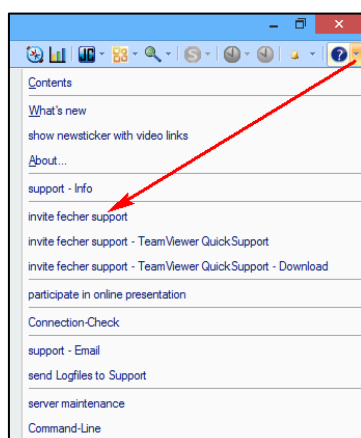 Contents
What's new
show newsticker with video links
About...
support - Info
invite fecher support
invite fecher support - TeamViewer QuickSupport
invite fecher support - TeamViewer QuickSupport - Download
participate in online presentation
Connection-Check
support - Email
send Logfiles to Support
server maintenance
Command-Line